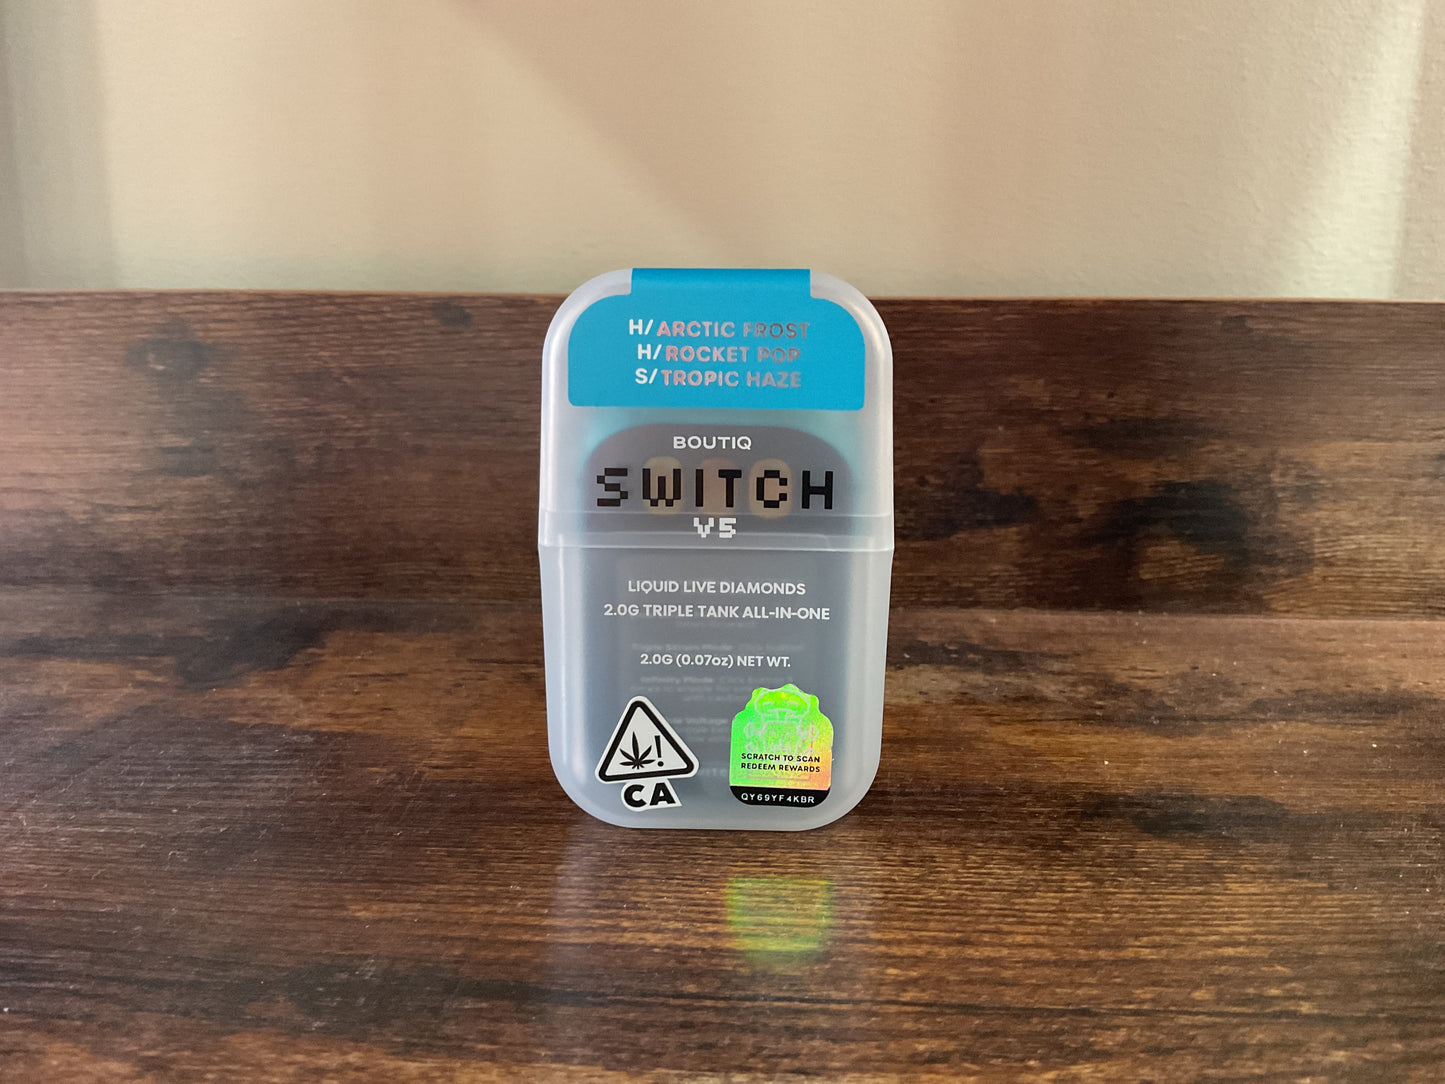 H/ARCTIC FROST
H/ROCKET POP
S/TROPIC HAZE
BOUTIQ
SWITCH
V5
LIQUID LIVE DIAMONDS
2.0G TRIPLE TANK ALL-IN-ONE
2.0G (0.07oz) NET WT.
!
CA
SCRATCH TO SCAN
REDEEM REWARDS
QY69YF4KBR